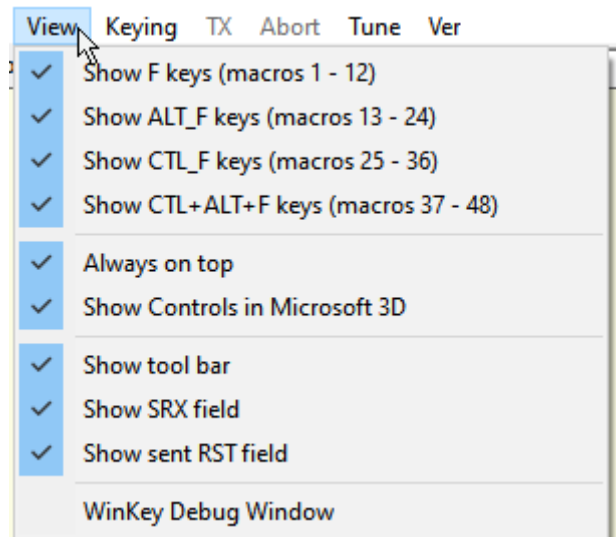 View Keying TX Abort Tune Ver
Show F keys (macros 1 - 12)
Show ALT_F keys (macros 13 - 24)
Show CTL_F keys (macros 25 - 36)
Show CTL+ALT+F keys (macros 37 - 48)
Always on top
Show Controls in Microsoft 3D
Show tool bar
Show SRX field
Show sent RST field
WinKey Debug Window